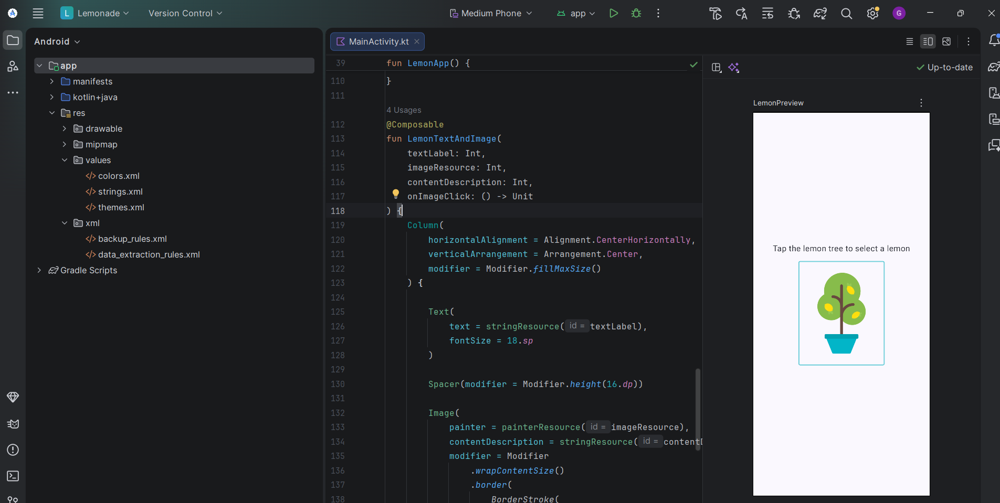 L Lemonade Version Control Medium Phone app G
Android
app
manifests
kotlin+java
res
drawable
mipmap
values
</> colors.xml
</> strings.xml
</> themes.xml
xml
</> backup_rules.xml
</> data_extraction_rules.xml
Gradle Scripts
MainActivity.kt
39 fun LemonApp() {
110 }
111
4 Usages
112 @Composable
113 fun LemonTextAndImage(
114 textLabel: Int,
115 imageResource: Int,
116 contentDescription: Int,
117 onImageClick: () -> Unit
118 ) {
119 Column(
120 horizontalAlignment = Alignment.CenterHorizontally,
121 verticalArrangement = Arrangement.Center,
122 modifier = Modifier.fillMaxSize()
123 ) {
124
125 Text(
126 text = stringResource( id = textLabel),
127 fontSize = 18.sp
128 )
129
130 Spacer(modifier = Modifier.height(16.dp))
131
132 Image(
133 painter = painterResource( id = imageResource),
134 contentDescription = stringResource( id = content
135 modifier = Modifier
136 .wrapContentSize()
137 .border(
138 BorderStroke(
Up-to-date
LemonPreview
Tap the lemon tree to select a lemon